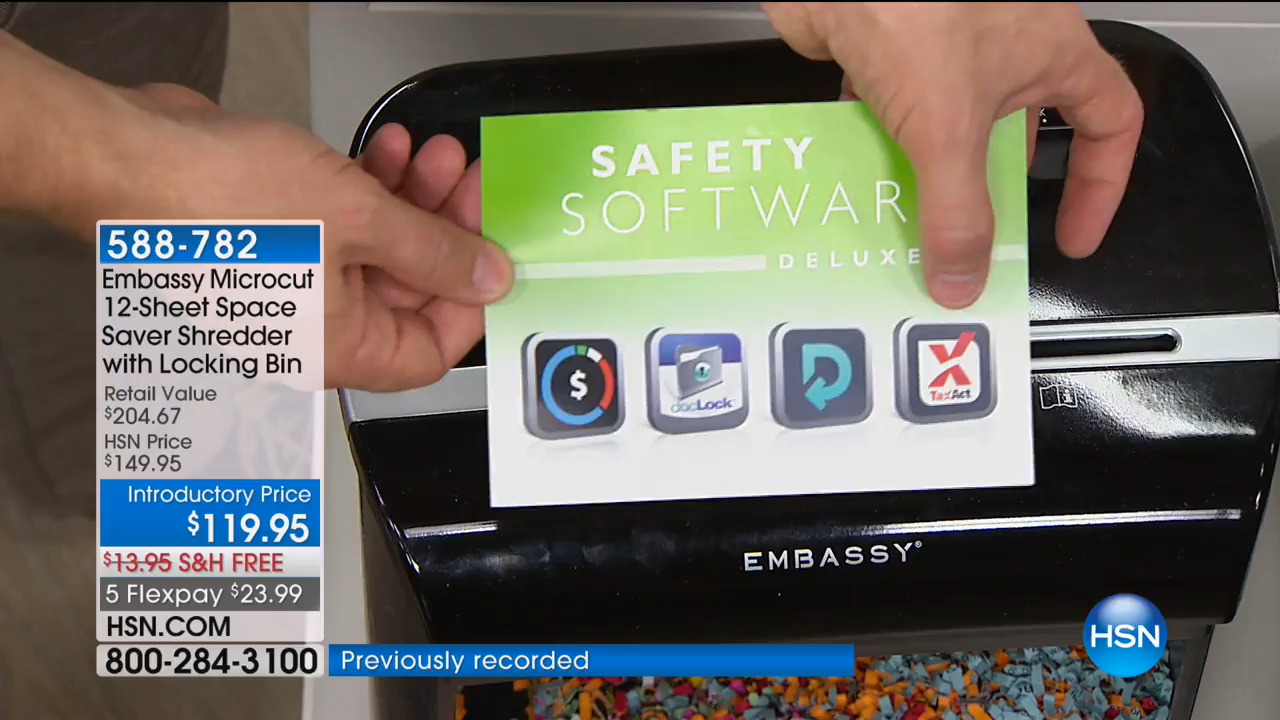 SAFETY
SOFTWAR
DELUXE
$
docLock
TaxAct
EMBASSY®
588-782
Embassy Microcut
12-Sheet Space
Saver Shredder
with Locking Bin
Retail Value
$204.67
HSN Price
$149.95
Introductory Price
$119.95
$13.95 S&H FREE
5 Flexpay $23.99
HSN.COM
800-284-3100
Previously recorded
HSN